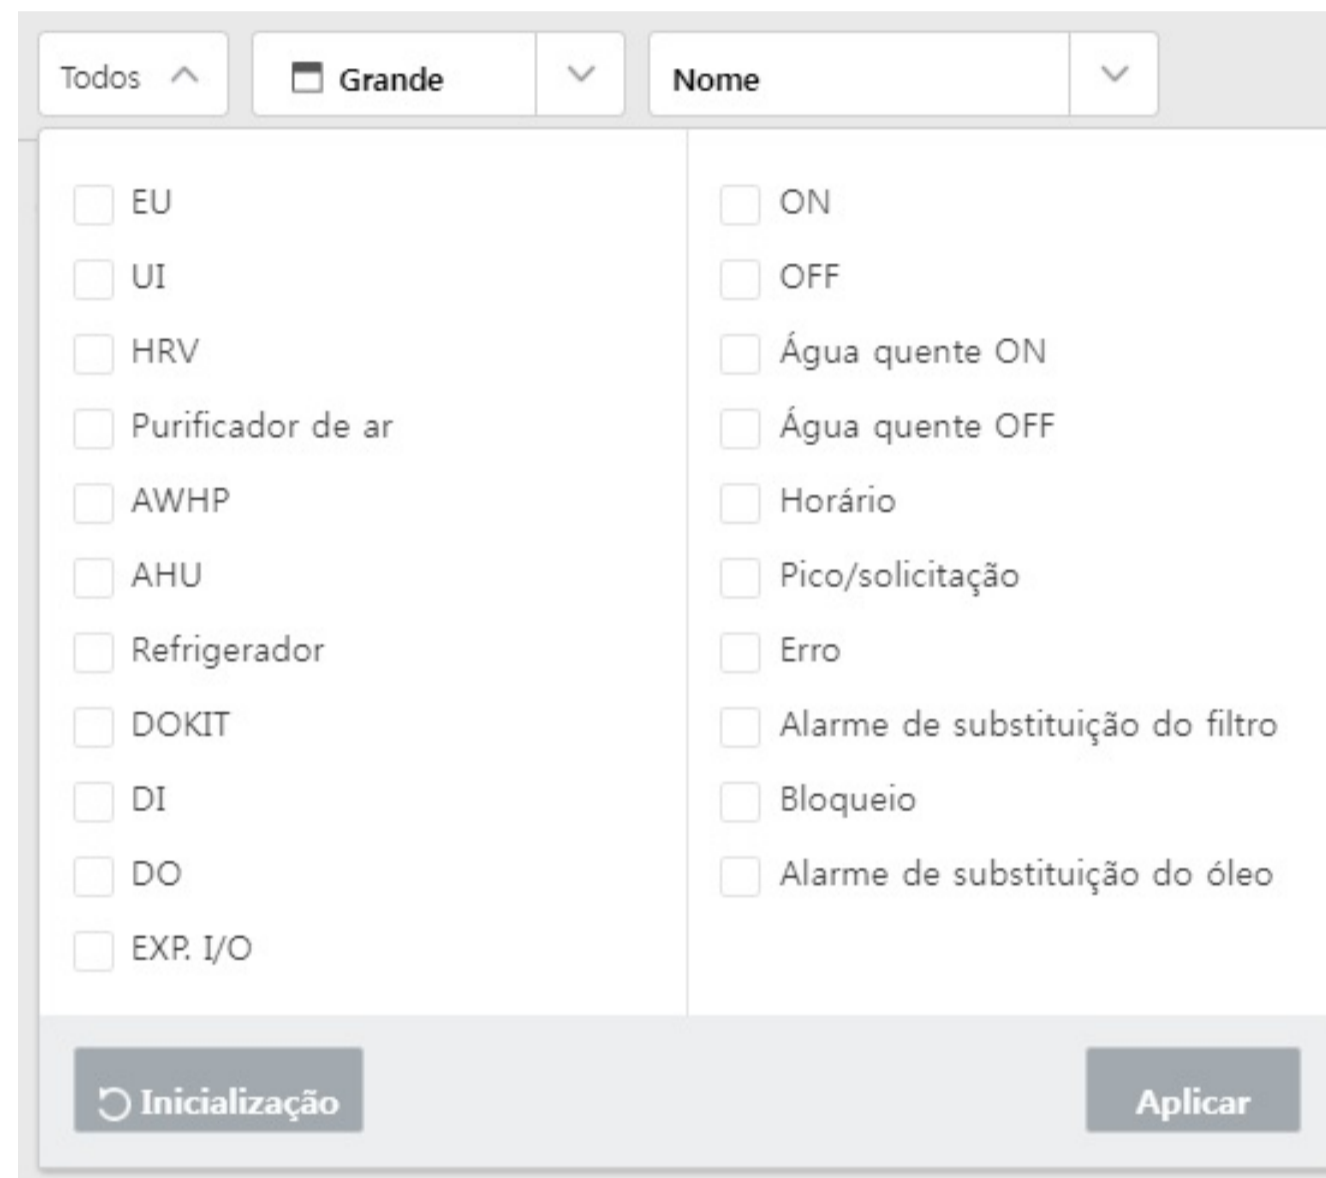 Todos
Grande
Nome
EU
UI
HRV
Purificador de ar
AWHP
AHU
Refrigerador
DOKIT
DI
DO
EXP. I/O
ON
OFF
Água quente ON
Água quente OFF
Horário
Pico/solicitação
Erro
Alarme de substituição do filtro
Bloqueio
Alarme de substituição do óleo
Inicialização
Aplicar